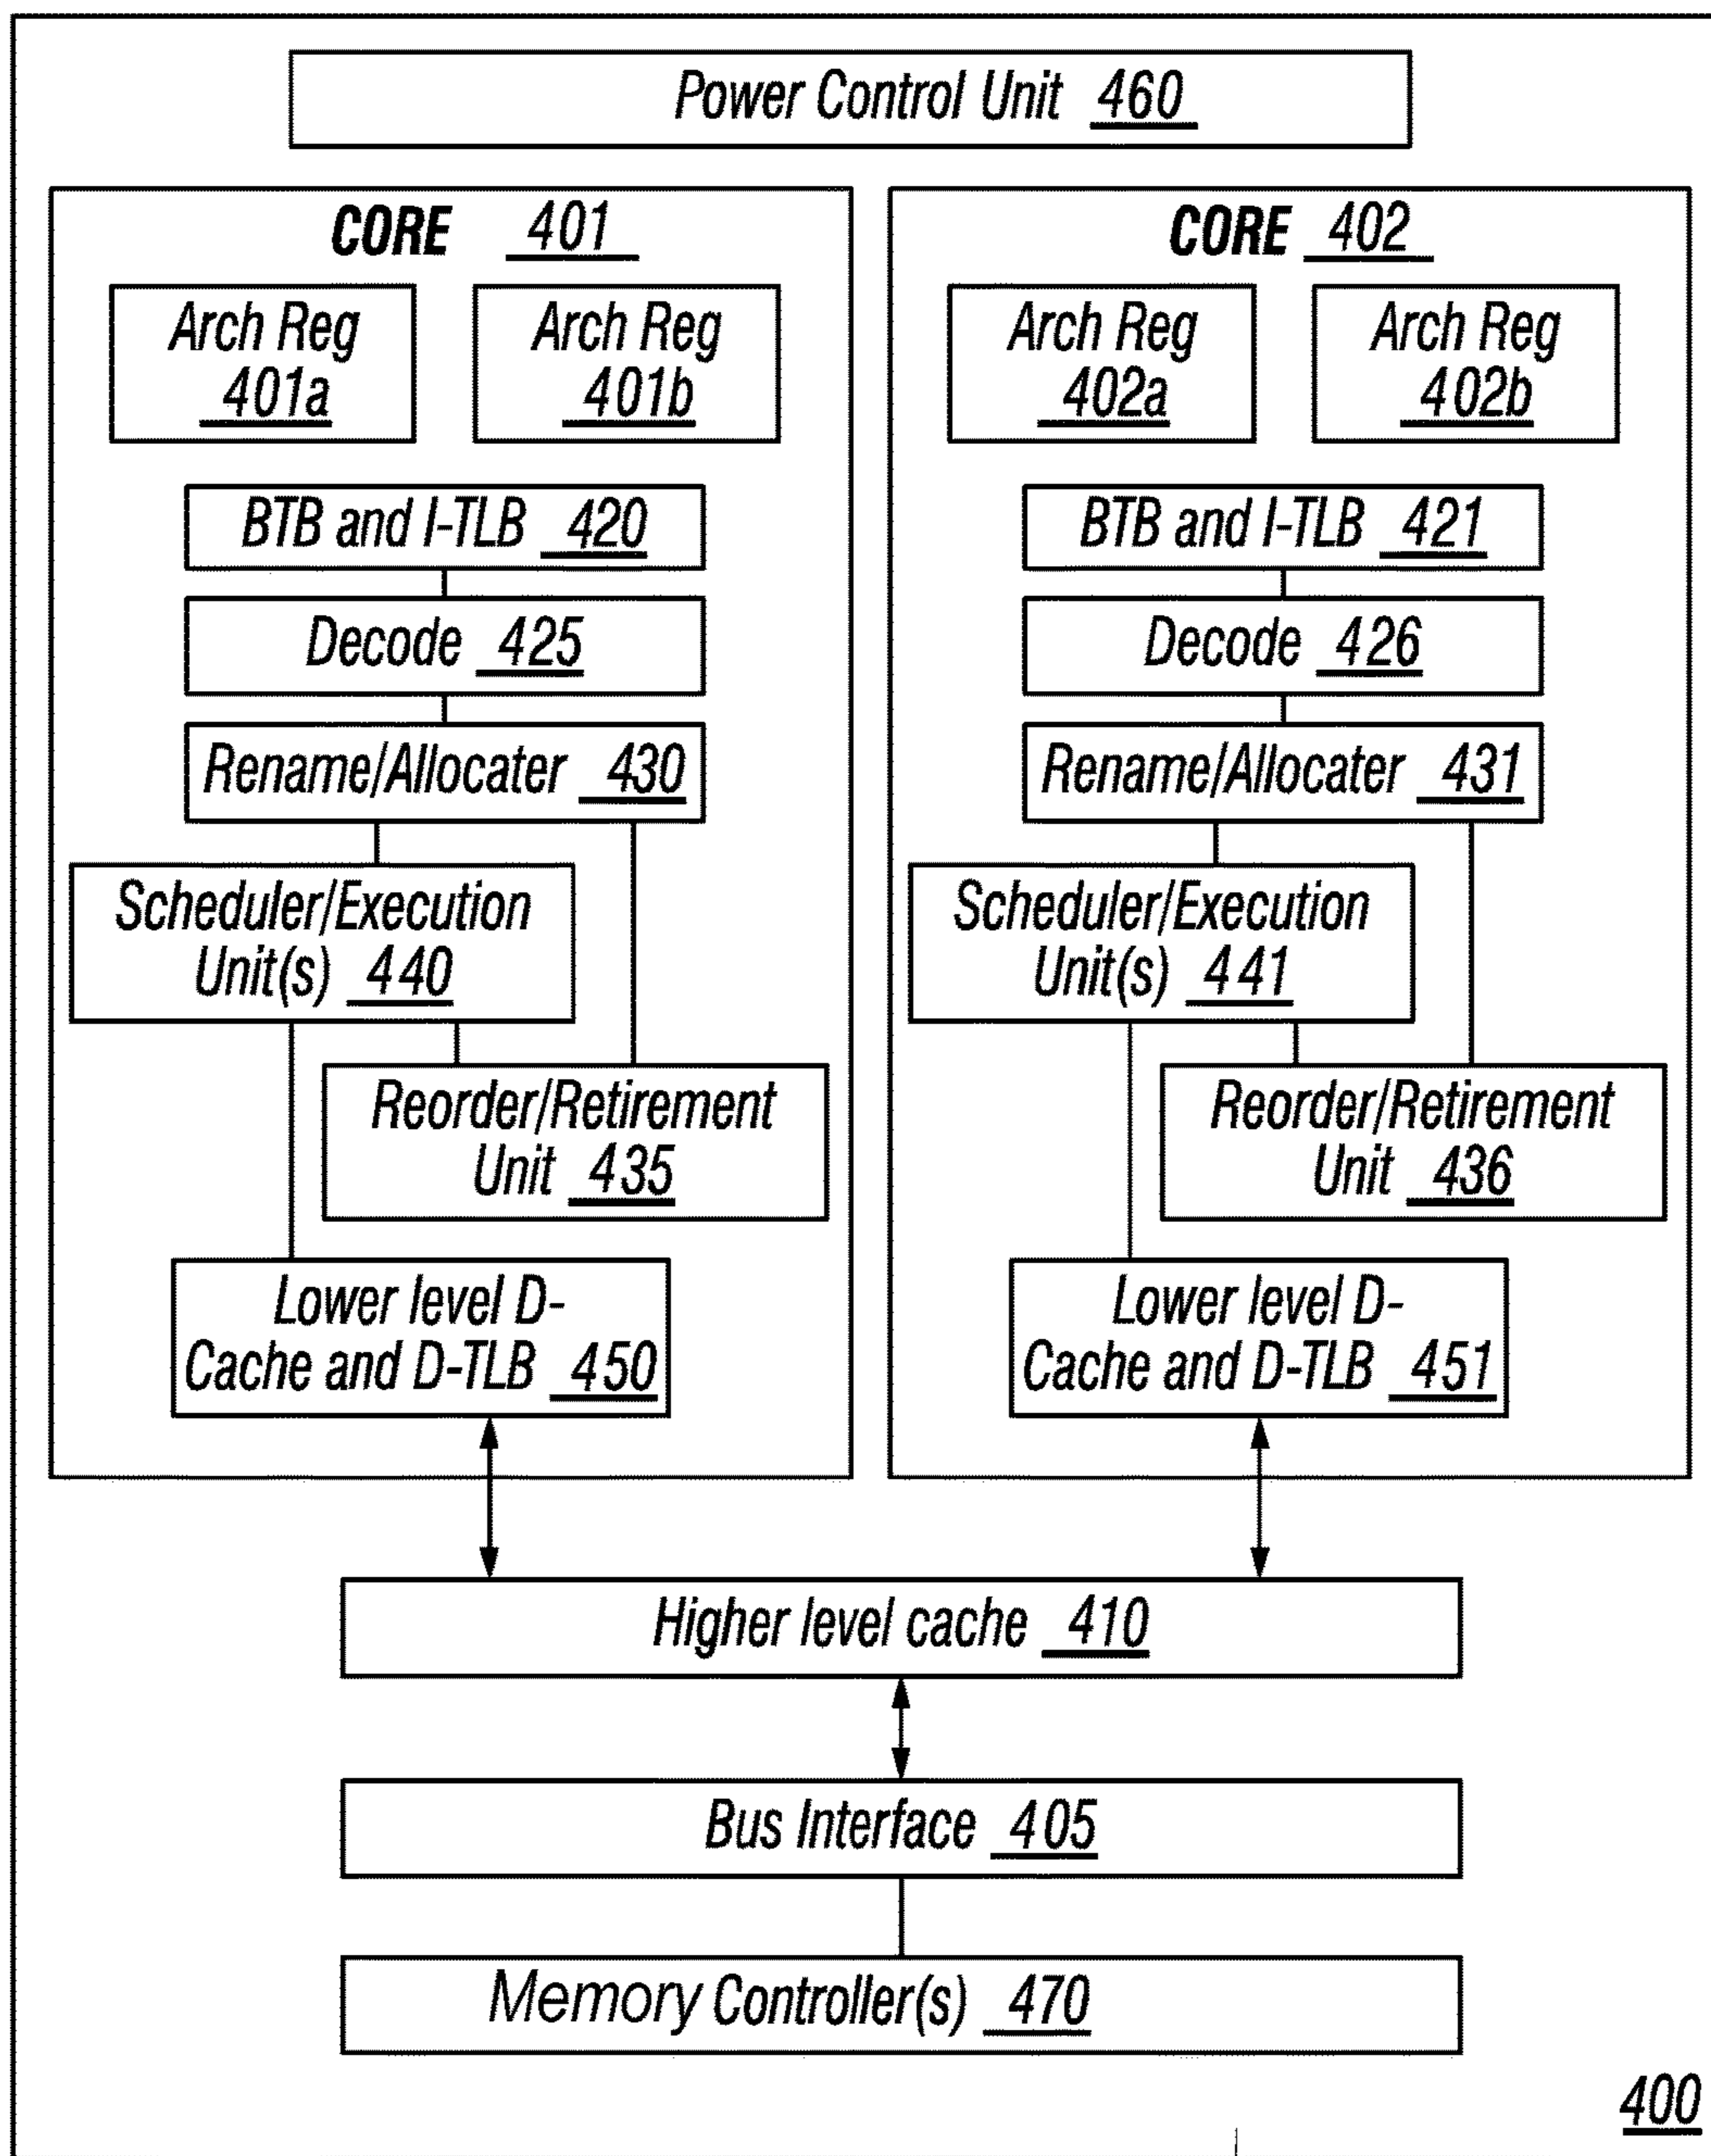 Power Control Unit 460
CORE 401
Arch Reg
401a
Arch Reg
401b
BTB and I-TLB 420
Decode 425
Rename/Allocater 430
Scheduler/Execution
Unit(s) 440
Reorder/Retirement
Unit 435
Lower level D-
Cache and D-TLB 450
CORE 402
Arch Reg
402a
Arch Reg
402b
BTB and I-TLB 421
Decode 426
Rename/Allocater 431
Scheduler/Execution
Unit(s) 441
Reorder/Retirement
Unit 436
Lower level D-
Cache and D-TLB 451
Higher level cache 410
Bus Interface 405
Memory Controller(s) 470
400